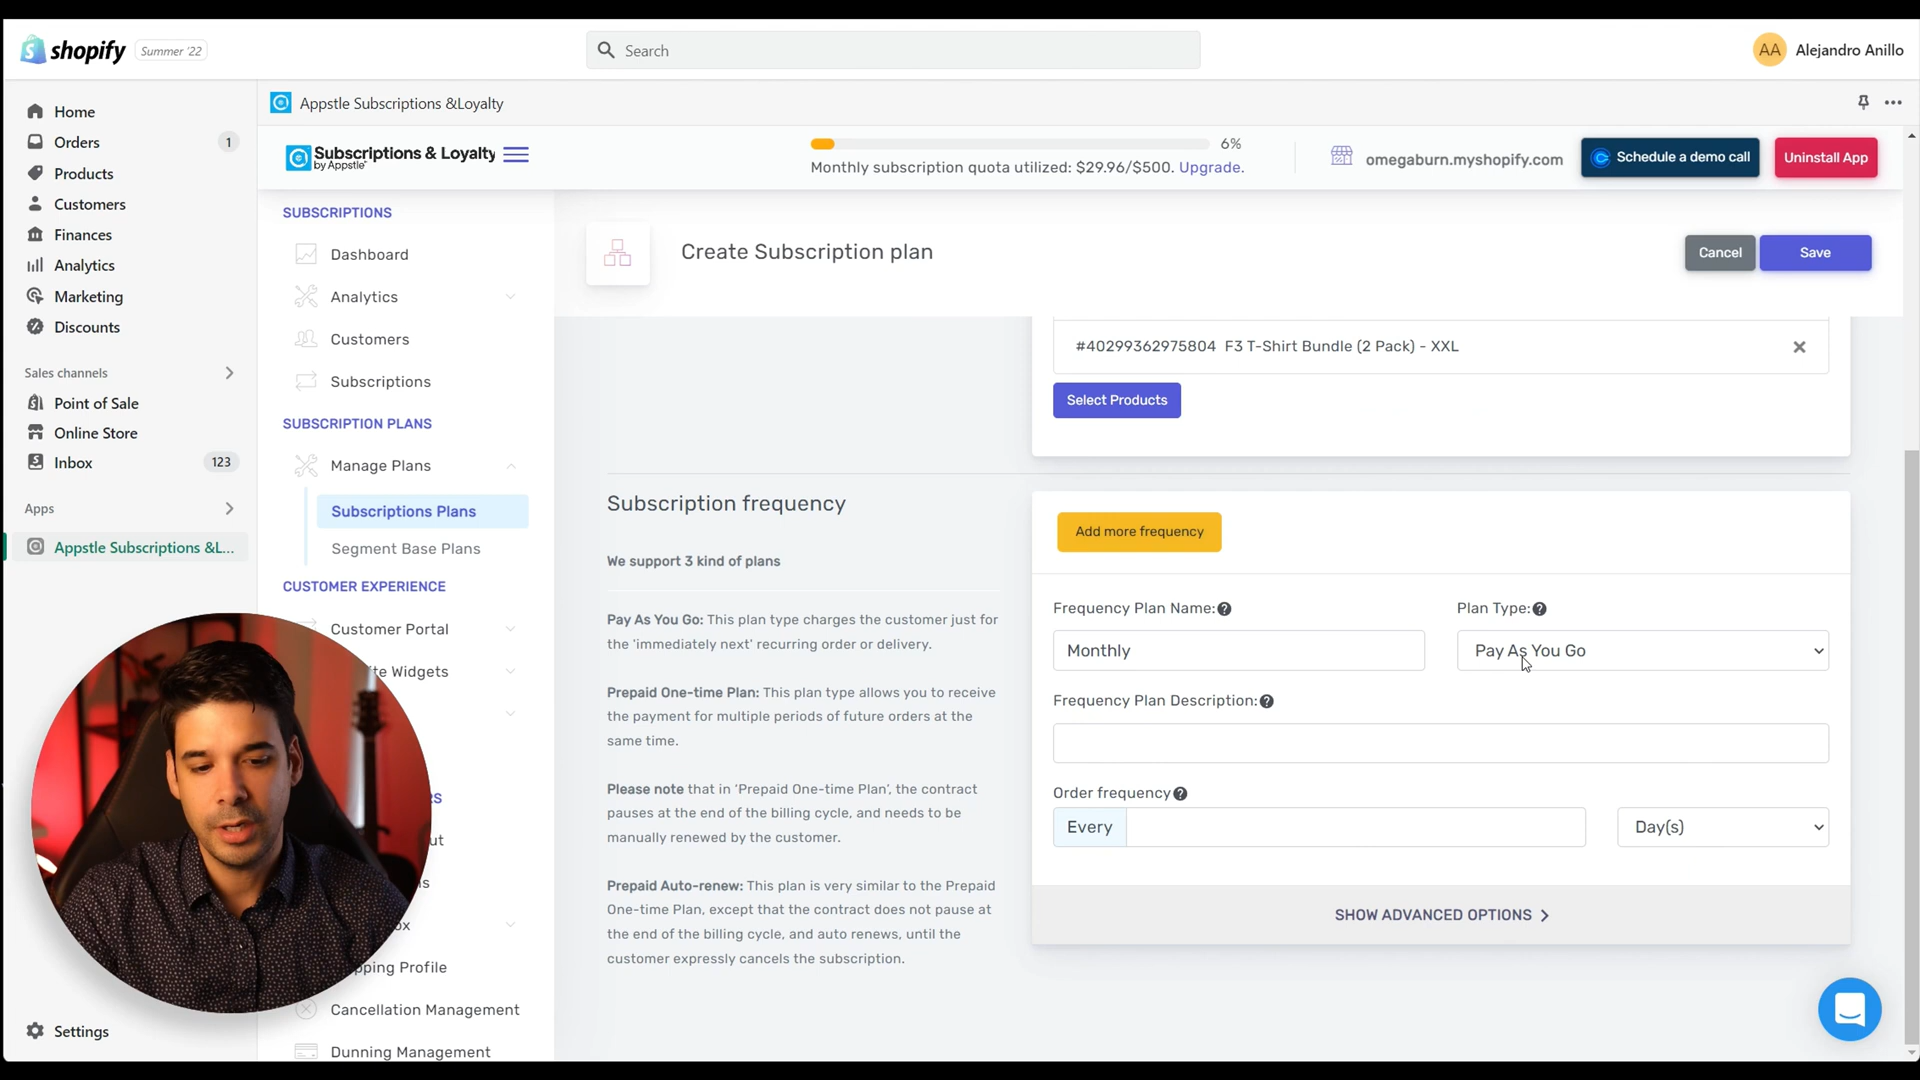 shopify
Summer '22
Search
AA
Alejandro Anillo
Home
Orders
1
Products
Customers
Finances
Analytics
Marketing
Discounts
Sales channels
Point of Sale
Online Store
Inbox
123
Apps
Appstle Subscriptions &L...
Settings
Appstle Subscriptions &Loyalty
Subscriptions & Loyalty
by Appstle
6%
Monthly subscription quota utilized: $29.96/$500. Upgrade.
omegaburn.myshopify.com
Schedule a demo call
Uninstall App
SUBSCRIPTIONS
Dashboard
Analytics
Customers
Subscriptions
SUBSCRIPTION PLANS
Manage Plans
Subscriptions Plans
Segment Base Plans
CUSTOMER EXPERIENCE
Customer Portal
te Widgets
RS
ut
s
ox
pping Profile
Cancellation Management
Dunning Management
Create Subscription plan
Cancel
Save
#40299362975804 F3 T-Shirt Bundle (2 Pack) - XXL
Select Products
Subscription frequency
We support 3 kind of plans
Pay As You Go: This plan type charges the customer just for
the 'immediately next' recurring order or delivery.
Prepaid One-time Plan: This plan type allows you to receive
the payment for multiple periods of future orders at the
same time.
Please note that in ‘Prepaid One-time Plan’, the contract
pauses at the end of the billing cycle, and needs to be
manually renewed by the customer.
Prepaid Auto-renew: This plan is very similar to the Prepaid
One-time Plan, except that the contract does not pause at
the end of the billing cycle, and auto renews, until the
customer expressly cancels the subscription.
Add more frequency
Frequency Plan Name:
Plan Type:
Monthly
Pay As You Go
Frequency Plan Description:
Order frequency
Every
Day(s)
SHOW ADVANCED OPTIONS